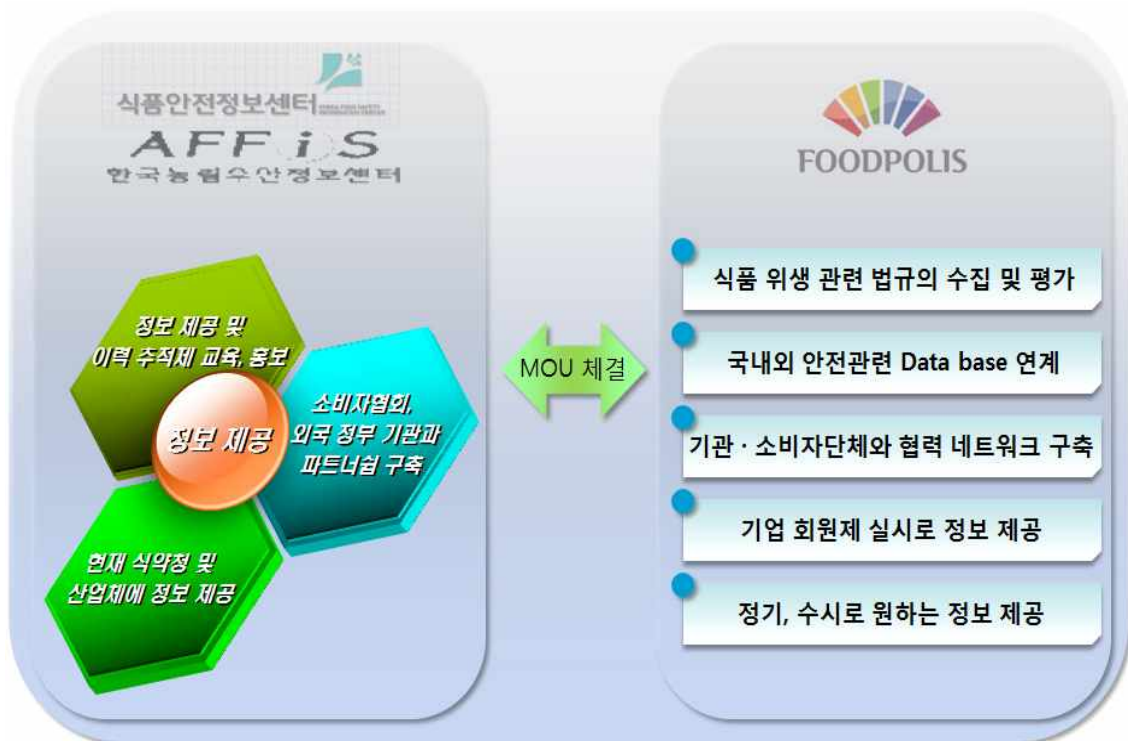 식품안전정보센터
AFFiS
한국농림수산정보센터
정보 제공 및
이력 추적제 교육, 홍보
정보 제공
소비자협회,
외국 정부 기관과
파트너쉽 구축
현재 식약청 및
산업체에 정보 제공
MOU 체결
FOODPOLIS
식품 위생 관련 법규의 수집 및 평가
국내외 안전관련 Data base 연계
기관 · 소비자단체와 협력 네트워크 구축
기업 회원제 실시로 정보 제공
정기, 수시로 원하는 정보 제공